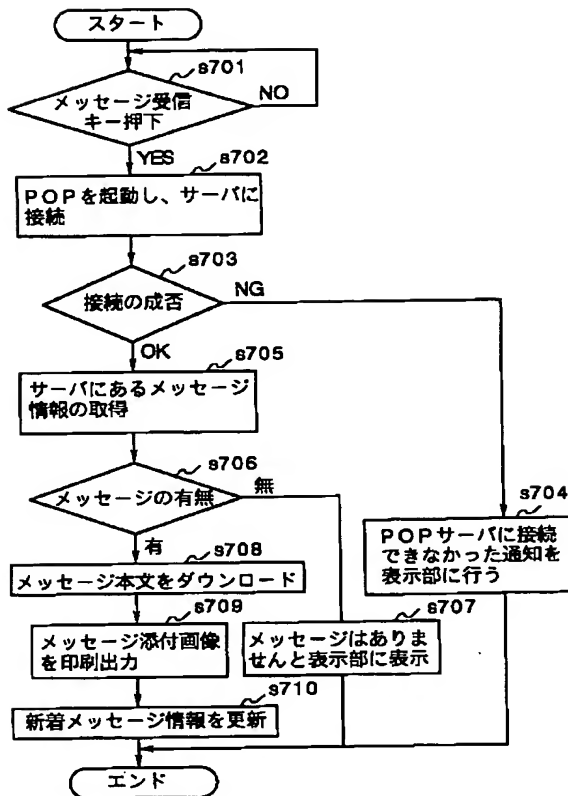 スタート
s701
メッセージ受信
キー押下
NO
YES
s702
POPを起動し、サーバに
接続
s703
接続の成否
NG
OK
s705
サーバにあるメッセージ
情報の取得
s706
メッセージの有無
無
有
s704
POPサーバに接続
できなかった通知を
表示部に行う
s708
メッセージ本文をダウンロード
s707
メッセージはありま
せんと表示部に表示
s709
メッセージ添付画像
を印刷出力
s710
新着メッセージ情報を更新
エンド